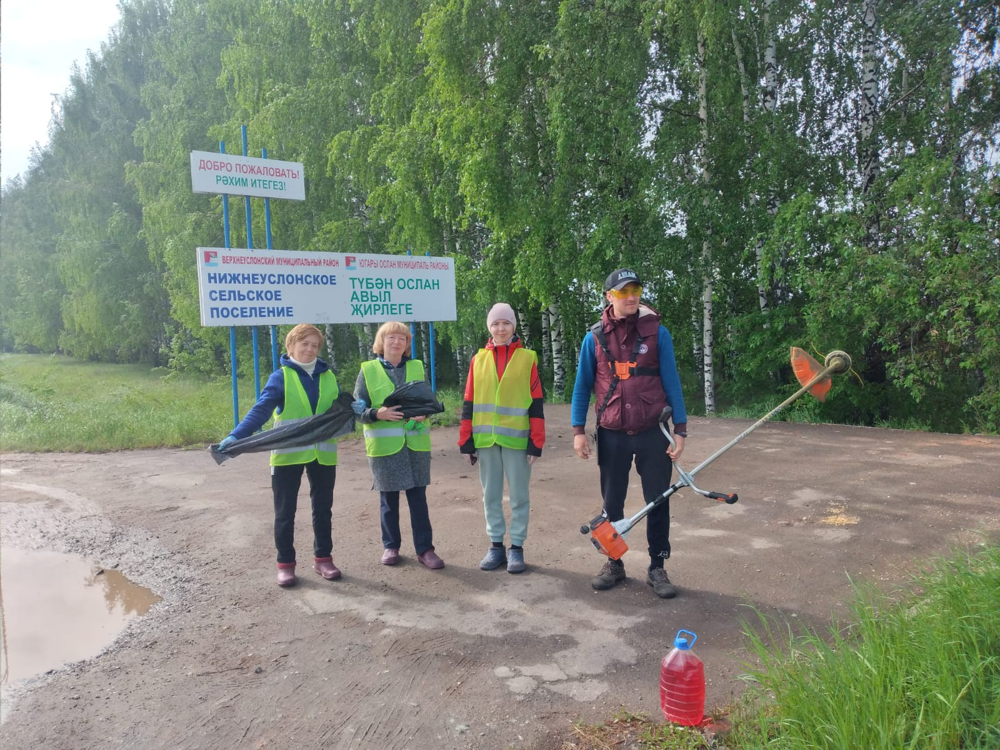 ДОБРО ПОЖАЛОВАТЬ!
РӘХИМ ИТЕГЕЗ!
ВЕРХНЕУСЛОНСКИЙ МУНИЦИПАЛЬНЫЙ РАЙОН
НИЖНЕУСЛОНСКОЕ
СЕЛЬСКОЕ
ПОСЕЛЕНИЕ
ЮГАРЫ ОСЛАН МУНИЦИПАЛЬ РАЙОНЫ
ТҮБӘН ОСЛАН
АВЫЛ
ҖИРЛЕГЕ